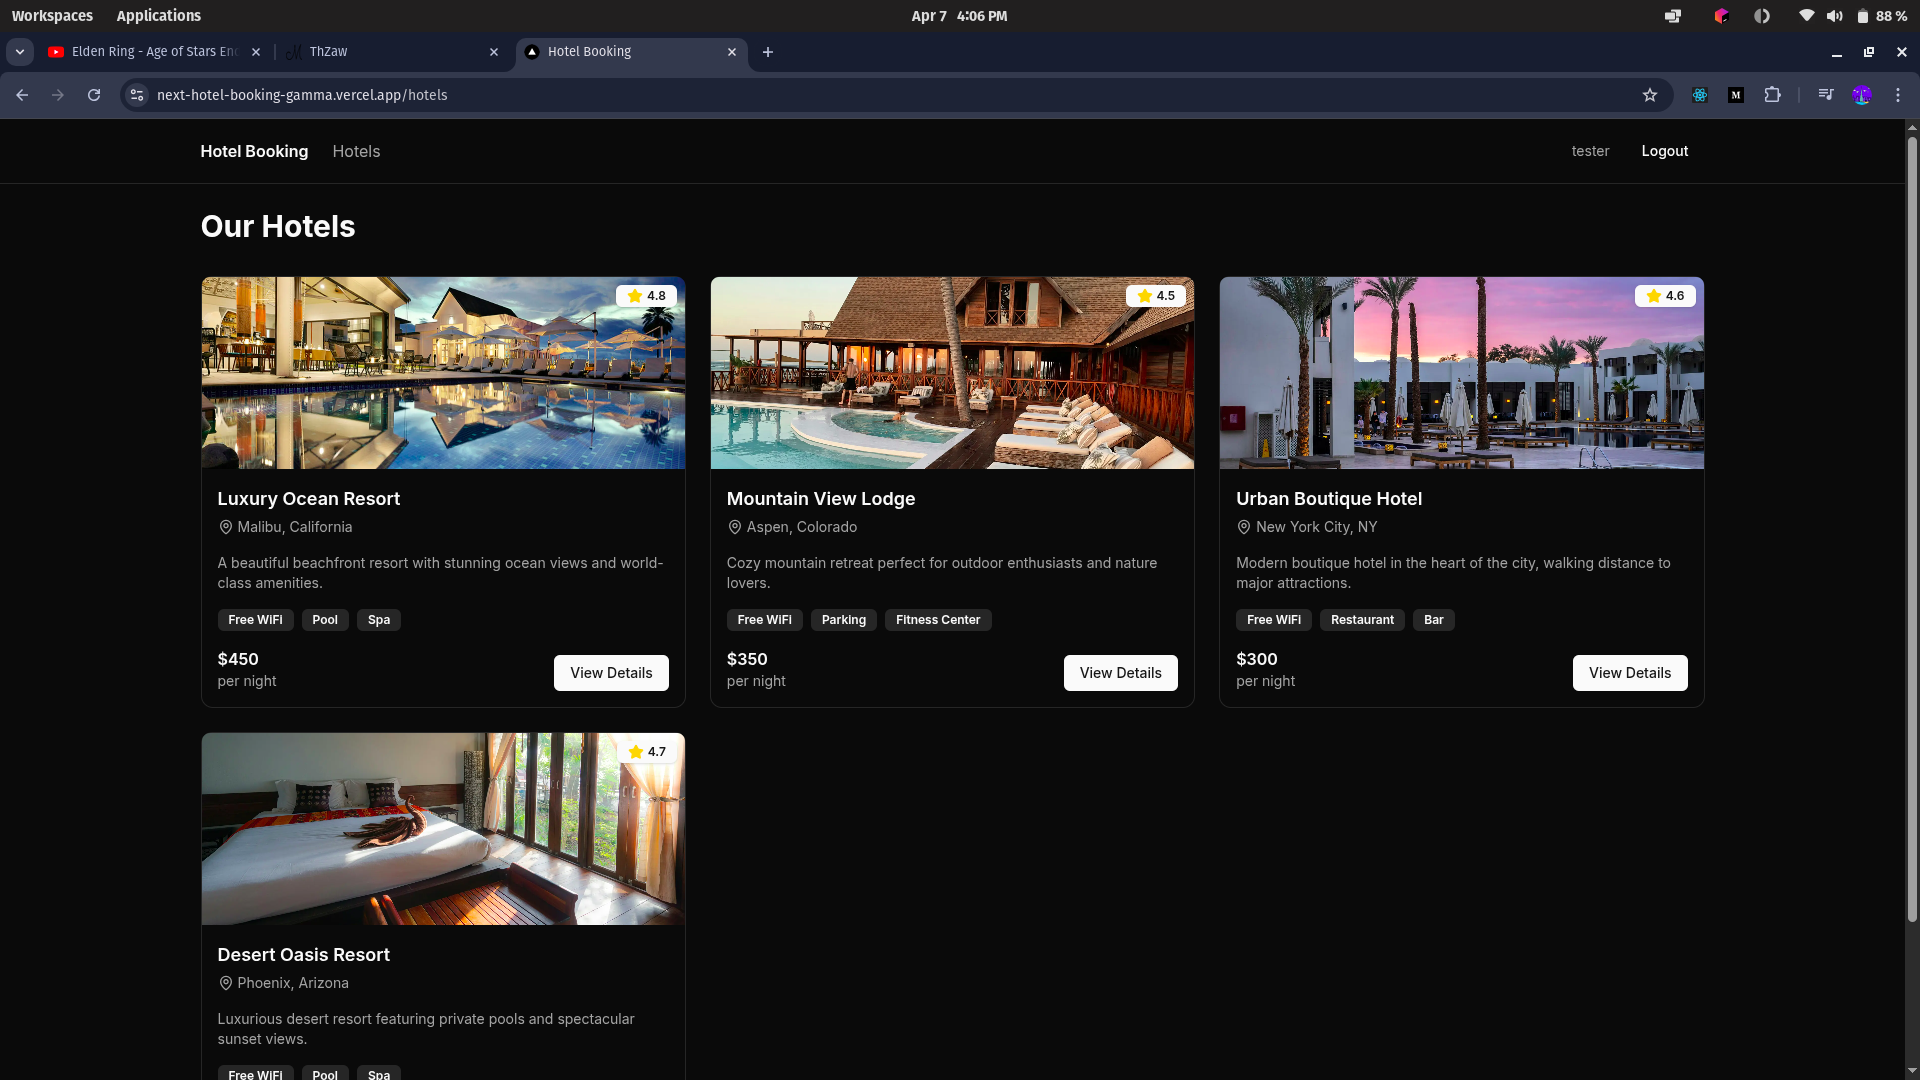 Workspaces Applications Apr 7 4:06 PM 88 %
Elden Ring - Age of Stars En ThZaw Hotel Booking
next-hotel-booking-gamma.vercel.app/hotels
Hotel Booking Hotels tester Logout
Our Hotels
4.8
Luxury Ocean Resort
Malibu, California
A beautiful beachfront resort with stunning ocean views and world-
class amenities.
Free WiFi Pool Spa
$450
per night
View Details
4.5
Mountain View Lodge
Aspen, Colorado
Cozy mountain retreat perfect for outdoor enthusiasts and nature
lovers.
Free WiFi Parking Fitness Center
$350
per night
View Details
4.6
Urban Boutique Hotel
New York City, NY
Modern boutique hotel in the heart of the city, walking distance to
major attractions.
Free WiFi Restaurant Bar
$300
per night
View Details
4.7
Desert Oasis Resort
Phoenix, Arizona
Luxurious desert resort featuring private pools and spectacular
sunset views.
Free WiFi Pool Spa